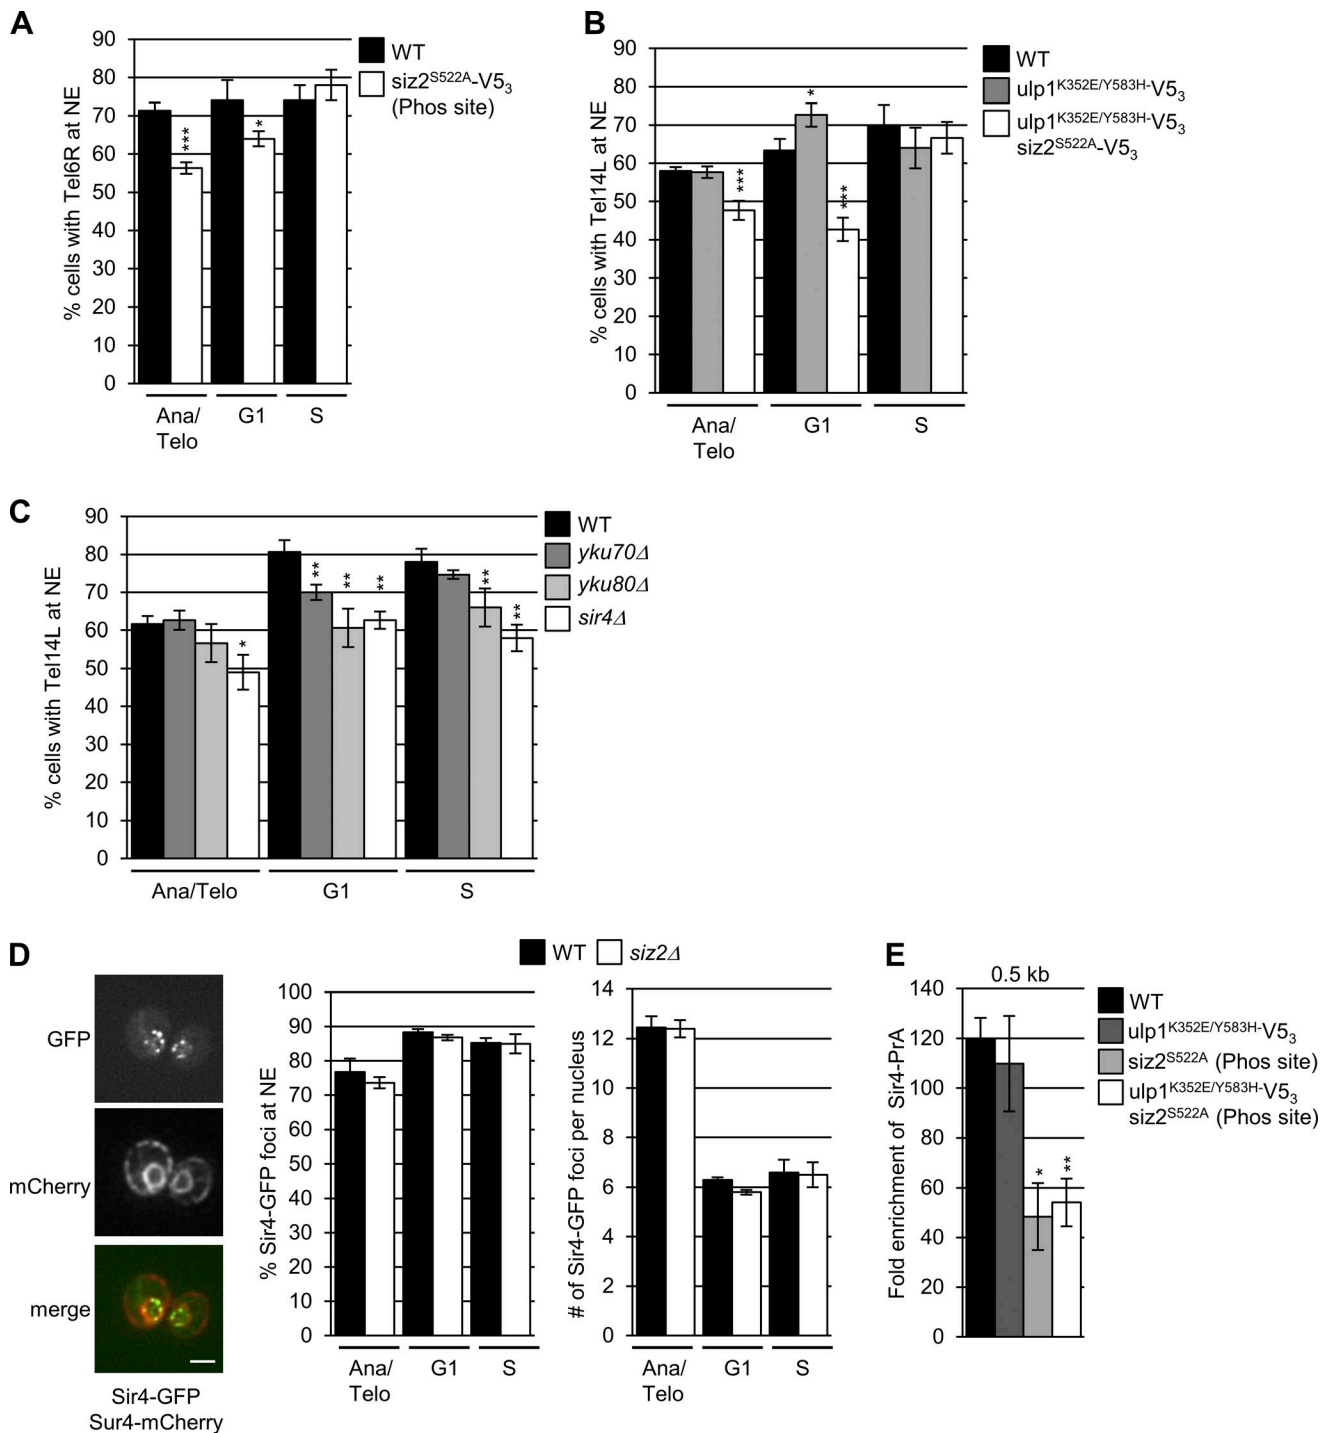 A
% cells with Tel6R at NE
90
80
70
60
50
40
30
20
10
0
***
*
Ana/
Telo
G1
S
WT
siz2S522A-V53
(Phos site)
B
% cells with Tel14L at NE
90
80
70
60
50
40
30
20
10
0
***
*
***
Ana/
Telo
G1
S
WT
ulp1K352E/Y583H-V53
ulp1K352E/Y583H-V53
siz2S522A-V53
C
% cells with Tel14L at NE
90
80
70
60
50
40
30
20
10
0
*
**
**
**
**
**
Ana/Telo
G1
S
WT
yku70Δ
yku80Δ
sir4Δ
D
GFP
mCherry
merge
Sir4-GFP
Sur4-mCherry
WT
siz2Δ
% Sir4-GFP foci at NE
100
90
80
70
60
50
40
30
20
10
0
Ana/
Telo
G1
S
# of Sir4-GFP foci per nucleus
14
12
10
8
6
4
2
0
Ana/
Telo
G1
S
E
0.5 kb
Fold enrichment of Sir4-PrA
140
120
100
80
60
40
20
0
*
**
WT
ulp1K352E/Y583H-V53
siz2S522A (Phos site)
ulp1K352E/Y583H-V53
siz2S522A (Phos site)